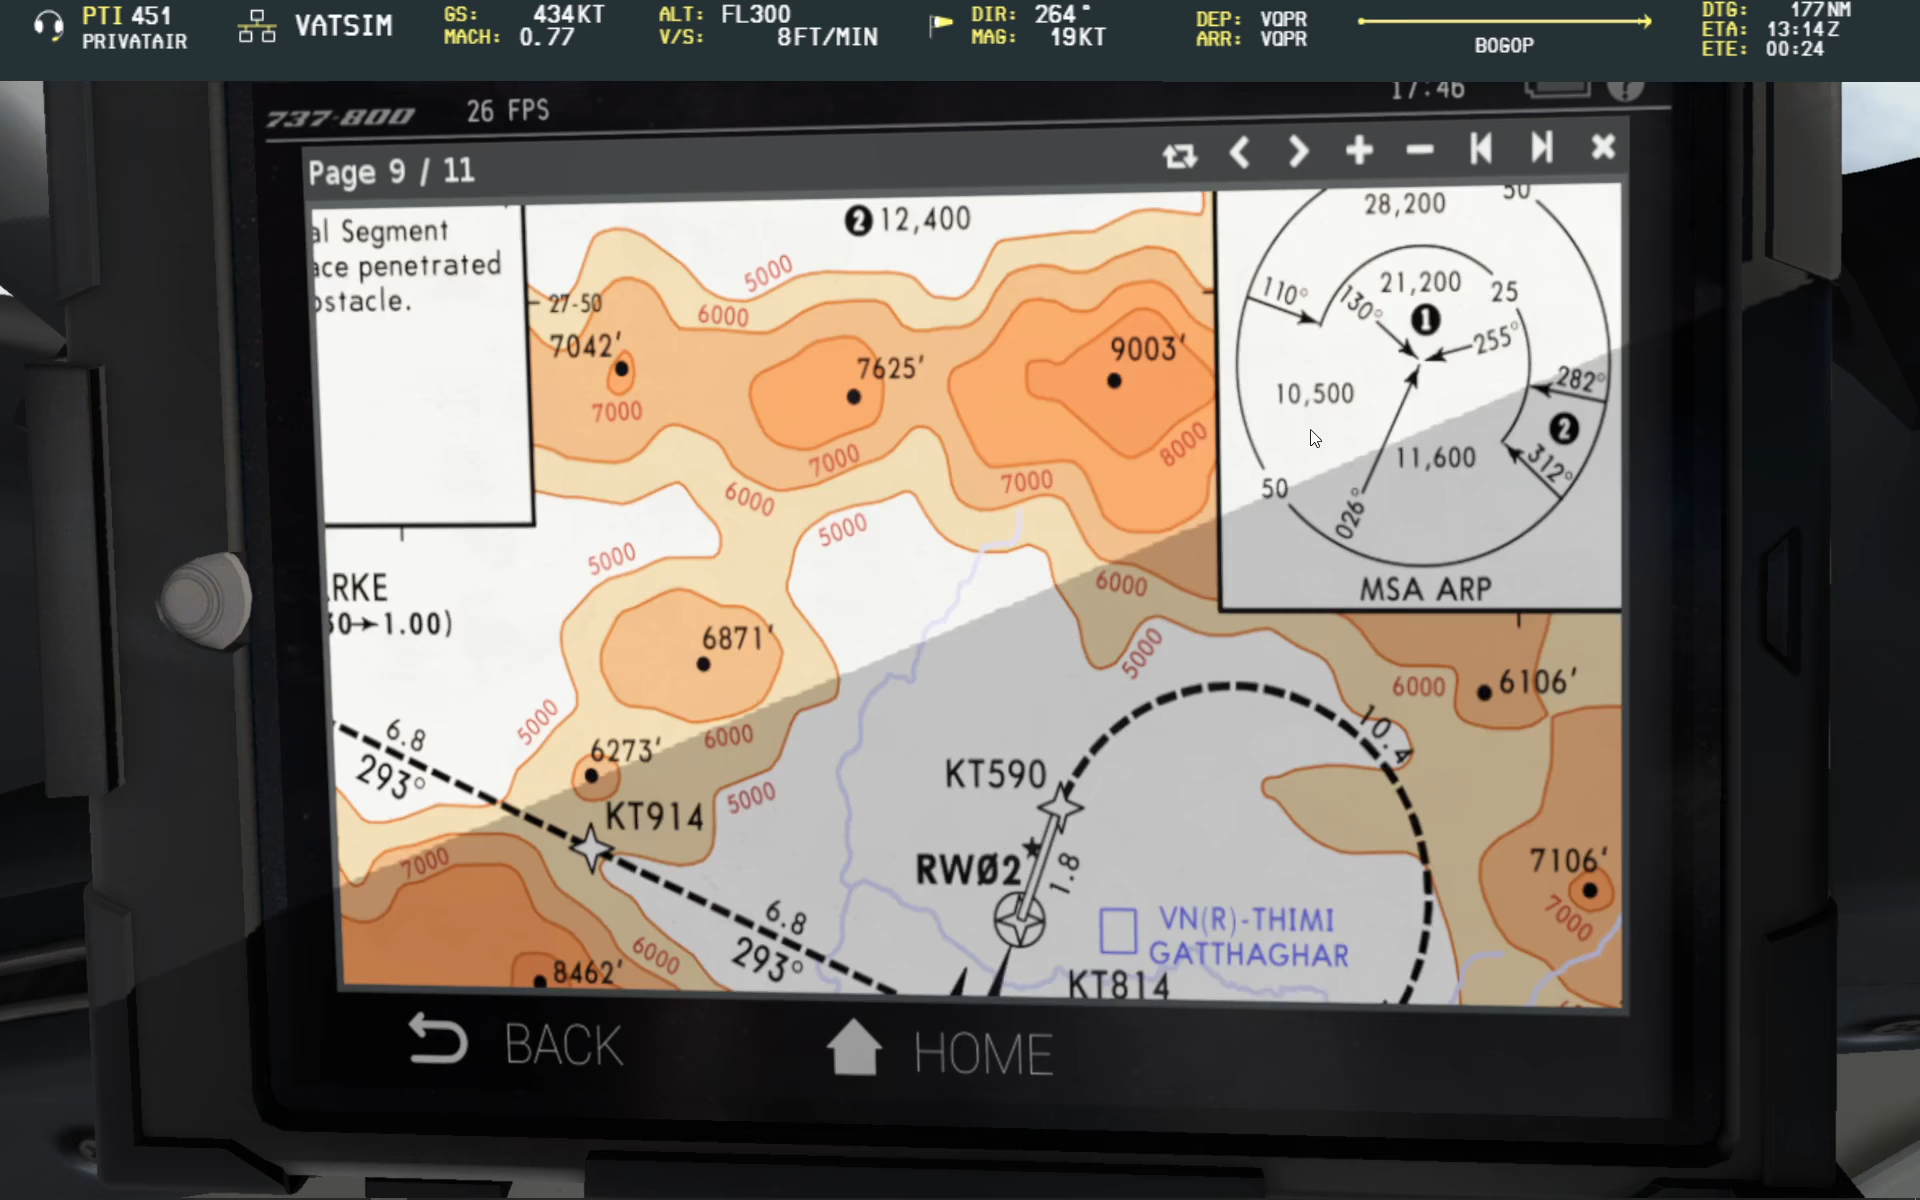 PTI 451
PRIVATAIR
VATSIM
GS: 434KT
MACH: 0.77
ALT: FL300
V/S: 8FT/MIN
DIR: 264°
MAG: 19KT
DEP: VQPR
ARR: VQPR
BOGOP
DTG: 177NM
ETA: 13:14Z
ETE: 00:24
737-800
26 FPS
17:46
Page 9 / 11
al Segment
ace penetrated
bstacle.
2 12,400
28,200
50
5000
110°
130°
21,200
25
27-50
6000
1
255°
7042'
7625'
9003'
282°
7000
10,500
2
7000
8000
11,600
312°
6000
7000
50
026°
5000
5000
6000
MSA ARP
RKE
50→1.00)
6871'
5000
6000
6106'
5000
6.8
6273'
6000
10.4
293°
KT590
5000
KT914
7000
RWØ2
1.8
7106'
6.8
VN(R)-THIMI
GATTHAGHAR
7000
293°
6000
8462'
KT814
BACK
HOME